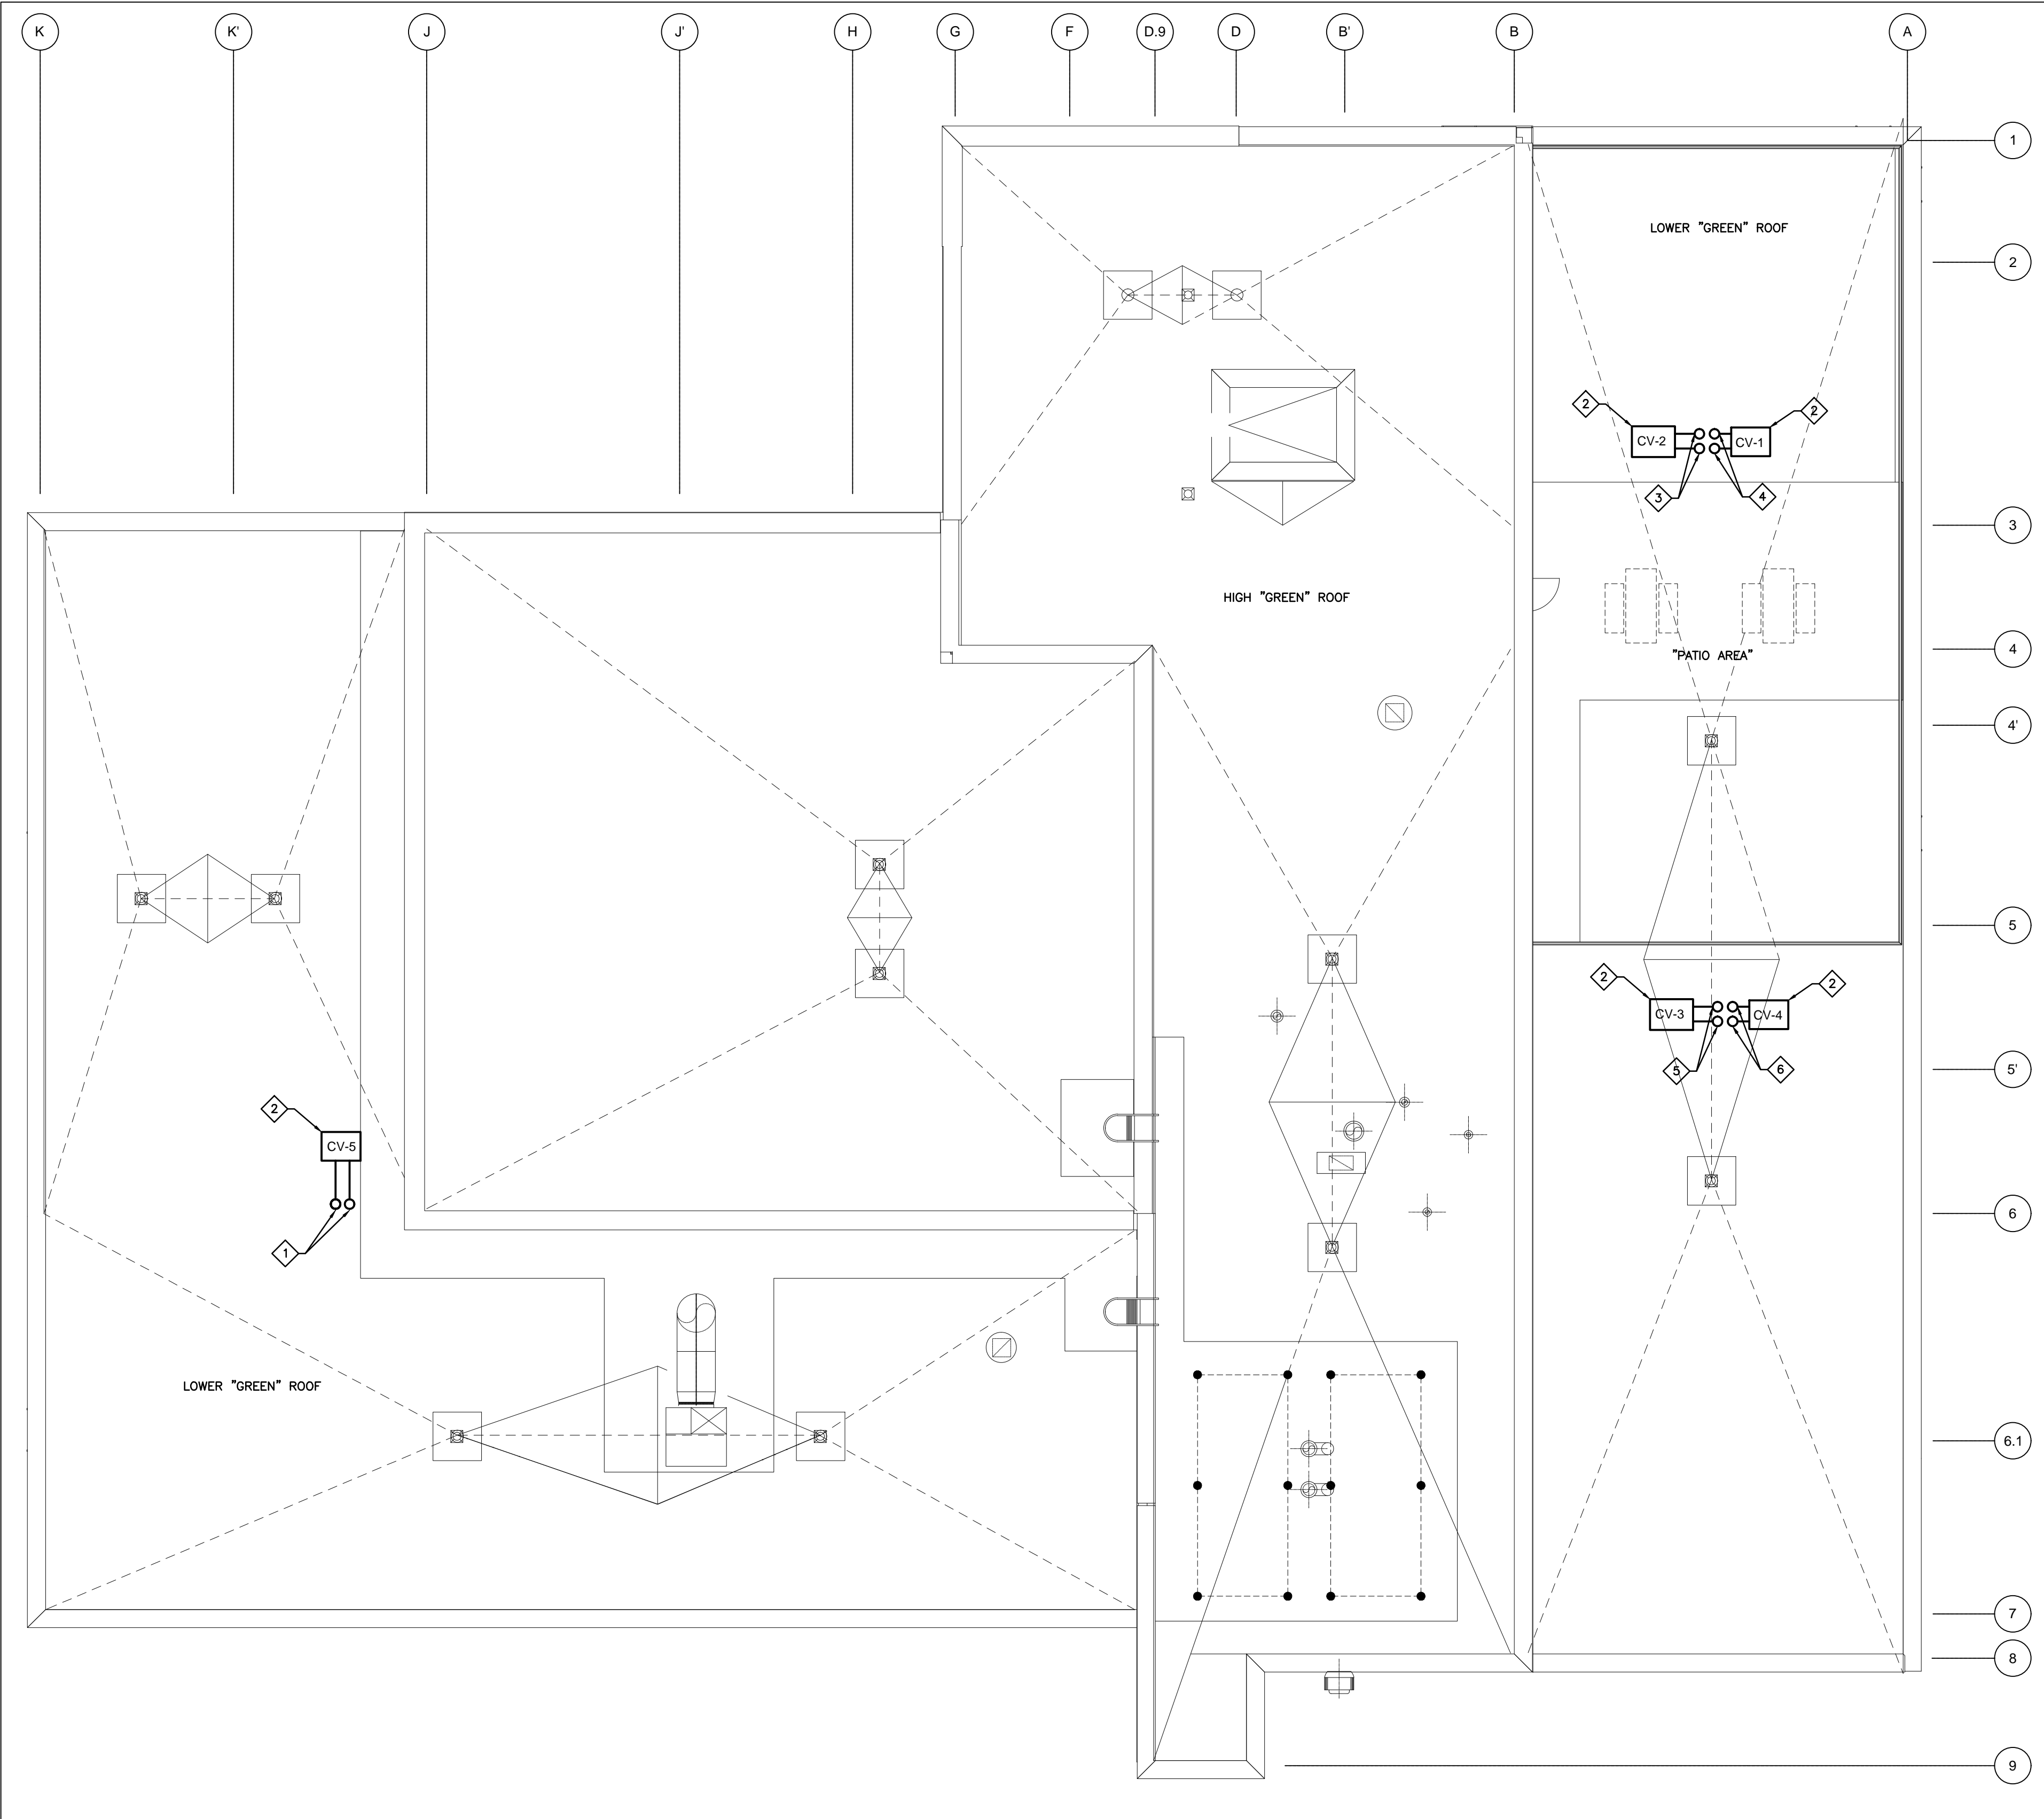 K
K'
J
J'
H
G
F
D.9
D
B'
B
A
1
LOWER "GREEN" ROOF
2
2
2
CV-2
CV-1
3
4
3
HIGH "GREEN" ROOF
"PATIO AREA"
4
4'
5
2
2
CV-3
CV-4
5
6
5'
2
CV-5
6
1
LOWER "GREEN" ROOF
6.1
7
8
9